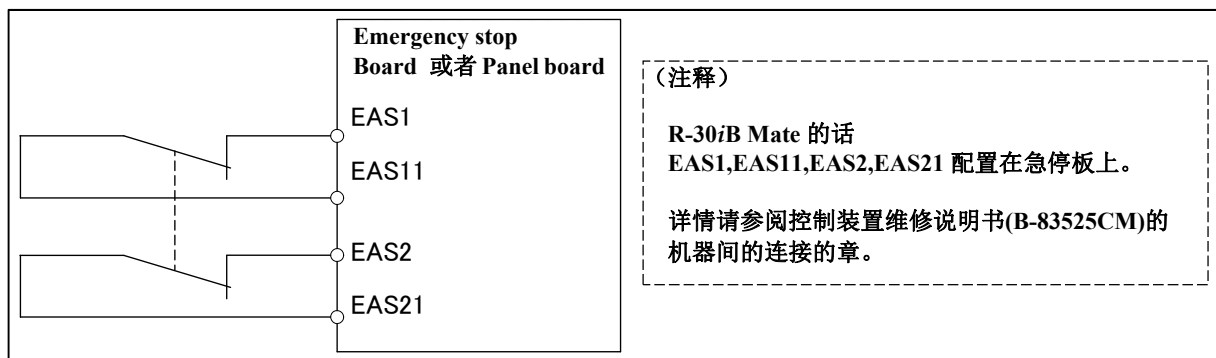 Emergency stop
Board 或者 Panel board
EAS1
EAS11
EAS2
EAS21
（注释）
R-30iB Mate 的话
EAS1,EAS11,EAS2,EAS21 配置在急停板上。
详情请参阅控制装置维修说明书(B-83525CM)的
机器间的连接的章。